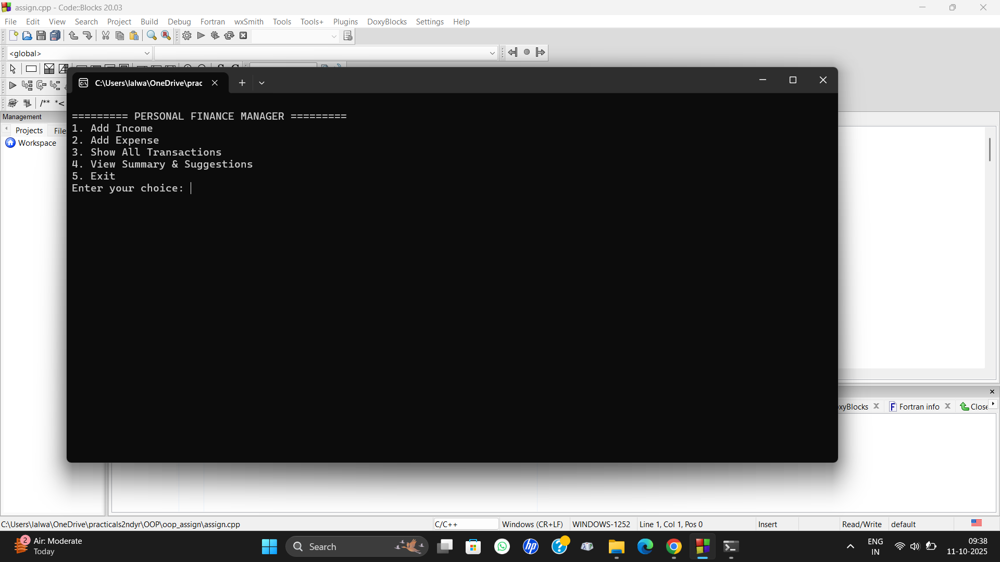 assign.cpp - Code::Blocks 20.03
File Edit View Search Project Build Debug Fortran wxSmith Tools Tools+ Plugins DoxyBlocks Settings Help
<global>
/** *<
C:\Users\lalwa\OneDrive\prac
Management
Projects File
Workspace
========= PERSONAL FINANCE MANAGER =========
1. Add Income
2. Add Expense
3. Show All Transactions
4. View Summary & Suggestions
5. Exit
Enter your choice:
xyBlocks Fortran info Close
C:\Users\lalwa\OneDrive\practicals2ndyr\OOP\oop_assign\assign.cpp C/C++ Windows (CR+LF) WINDOWS-1252 Line 1, Col 1, Pos 0 Insert Read/Write default
2 Air: Moderate
Today
Search
ENG
IN
09:38
11-10-2025